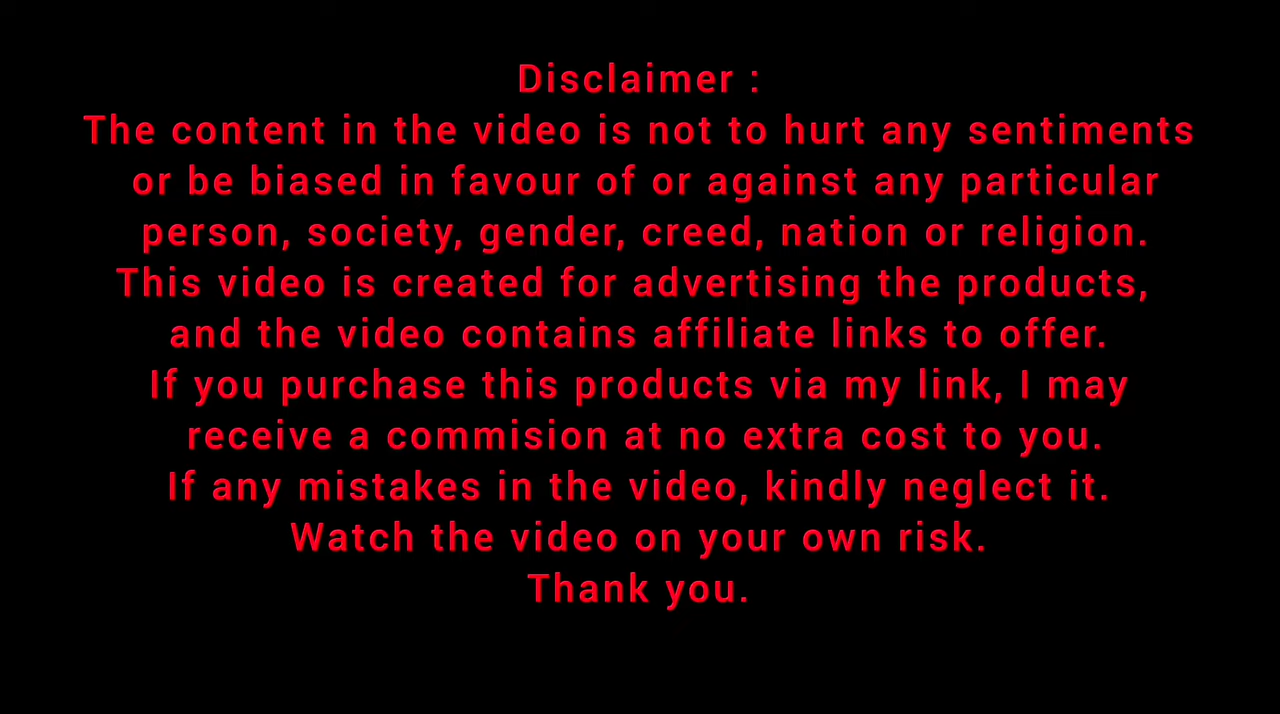 Disclaimer :
The content in the video is not to hurt any sentiments
or be biased in favour of or against any particular
person, society, gender, creed, nation or religion.
This video is created for advertising the products,
and the video contains affiliate links to offer.
If you purchase this products via my link, I may
receive a commision at no extra cost to you.
If any mistakes in the video, kindly neglect it.
Watch the video on your own risk.
Thank you.